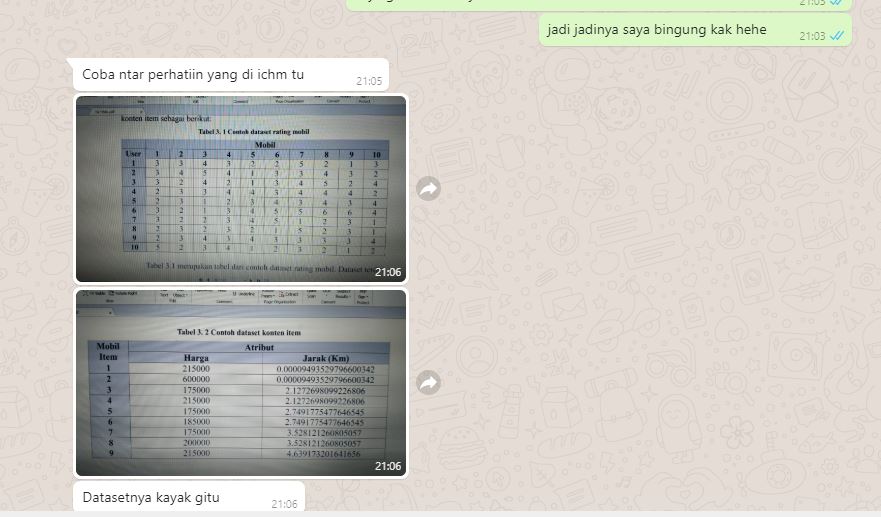 21:03
jadi jadinya saya bingung kak hehe
21:03
Coba ntar perhatiin yang di ichm tu
21:05
konten item sebagai berikut:
Tabel 3. 1 Contoh dataset rating mobil
Mobil
User 1 2 3 4 5 6 7 8 9 10
1 3 3 4 3 2 2 5 2 1 3
2 3 4 5 4 1 3 3 4 3 2
3 3 2 4 2 1 3 4 5 2 4
4 2 3 3 4 4 3 4 4 4 2
5 2 3 1 2 3 4 3 4 3 4
6 3 2 1 3 4 5 5 6 6 4
7 3 2 2 3 4 5 1 2 3 1
8 2 3 2 3 2 1 5 2 3 1
9 2 3 4 3 4 3 3 3 3 4
10 5 2 3 4 1 2 3 2 1 2
Tabel 3.1 merupakan tabel dari contoh dataset rating mobil. Dataset
21:06
Tabel 3. 2 Contoh dataset konten item
Mobil Atribut
Item Harga Jarak (Km)
1 215000 0.00009493529796600342
2 600000 0.00009493529796600342
3 175000 2.1272698099226806
4 215000 2.1272698099226806
5 175000 2.7491775477646545
6 185000 2.7491775477646545
7 175000 3.528121260805057
8 200000 3.528121260805057
9 215000 4.639173201641656
21:06
Datasetnya kayak gitu
21:06